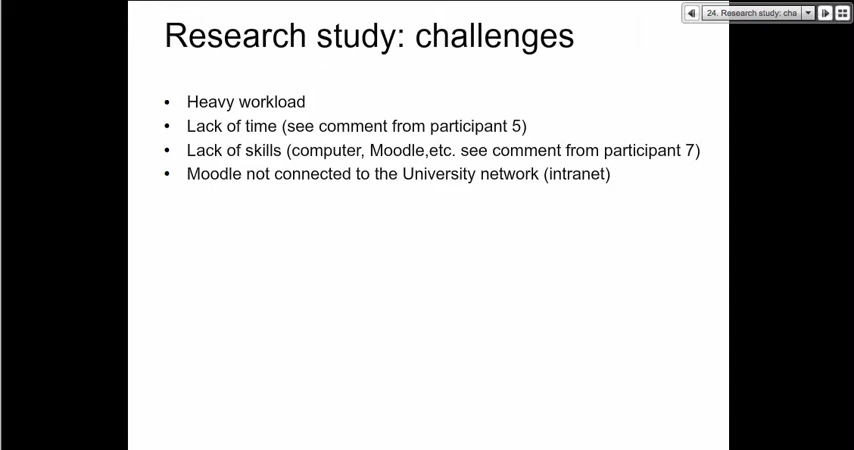 24. Research study: cha
Research study: challenges
• Heavy workload
• Lack of time (see comment from participant 5)
• Lack of skills (computer, Moodle,etc. see comment from participant 7)
• Moodle not connected to the University network (intranet)